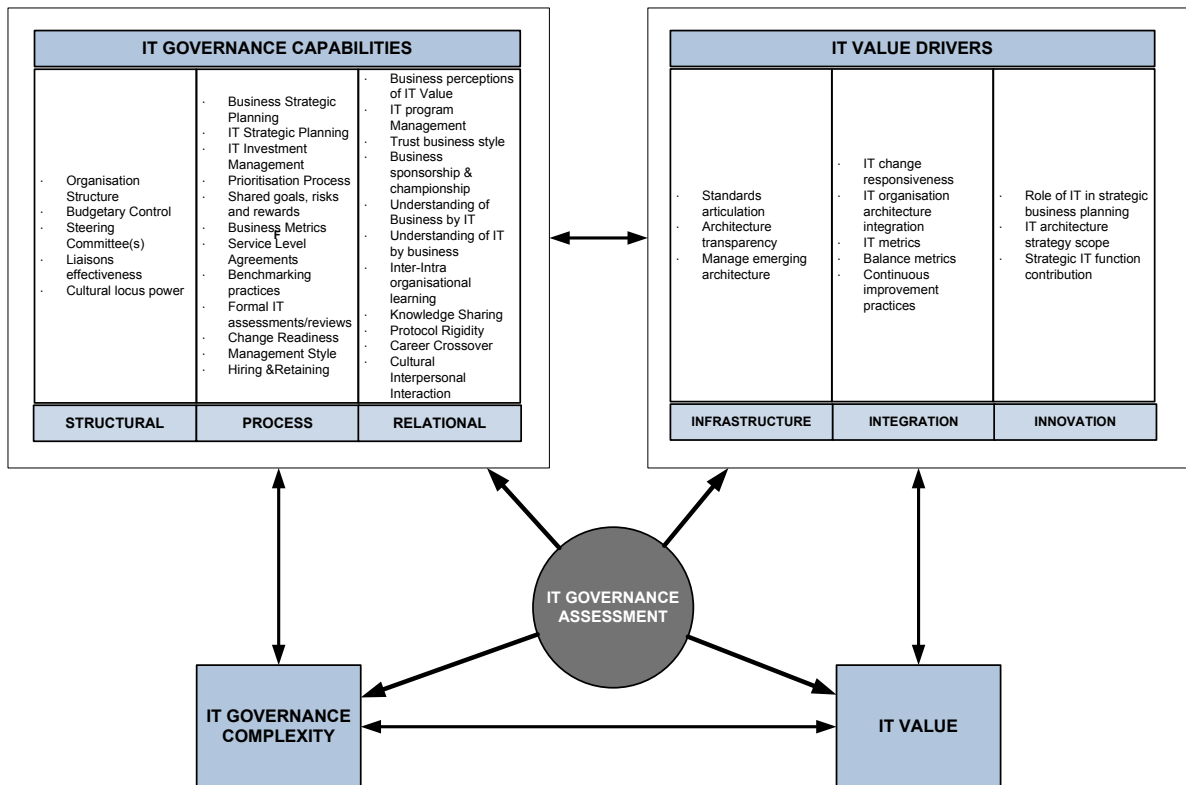 IT GOVERNANCE CAPABILITIES
· Organisation
Structure
· Budgetary Control
· Steering
Committee(s)
· Liaisons
effectiveness
· Cultural locus power
· Business Strategic
Planning
· IT Strategic Planning
· IT Investment
Management
· Prioritisation Process
· Shared goals, risks
and rewards
· Business Metrics
· Service Level
Agreements
· Benchmarking
practices
· Formal IT
assessments/reviews
· Change Readiness
· Management Style
· Hiring &Retaining
· Business perceptions
of IT Value
· IT program
Management
· Trust business style
· Business
sponsorship &
championship
· Understanding of
Business by IT
· Understanding of IT
by business
· Inter-Intra
organisational
learning
· Knowledge Sharing
· Protocol Rigidity
· Career Crossover
· Cultural
Interpersonal
Interaction
STRUCTURAL
PROCESS
RELATIONAL
IT VALUE DRIVERS
· Standards
articulation
· Architecture
transparency
· Manage emerging
architecture
· IT change
responsiveness
· IT organisation
architecture
integration
· IT metrics
· Balance metrics
· Continuous
improvement
practices
· Role of IT in strategic
business planning
· IT architecture
strategy scope
· Strategic IT function
contribution
INFRASTRUCTURE
INTEGRATION
INNOVATION
IT GOVERNANCE
ASSESSMENT
IT GOVERNANCE
COMPLEXITY
IT VALUE